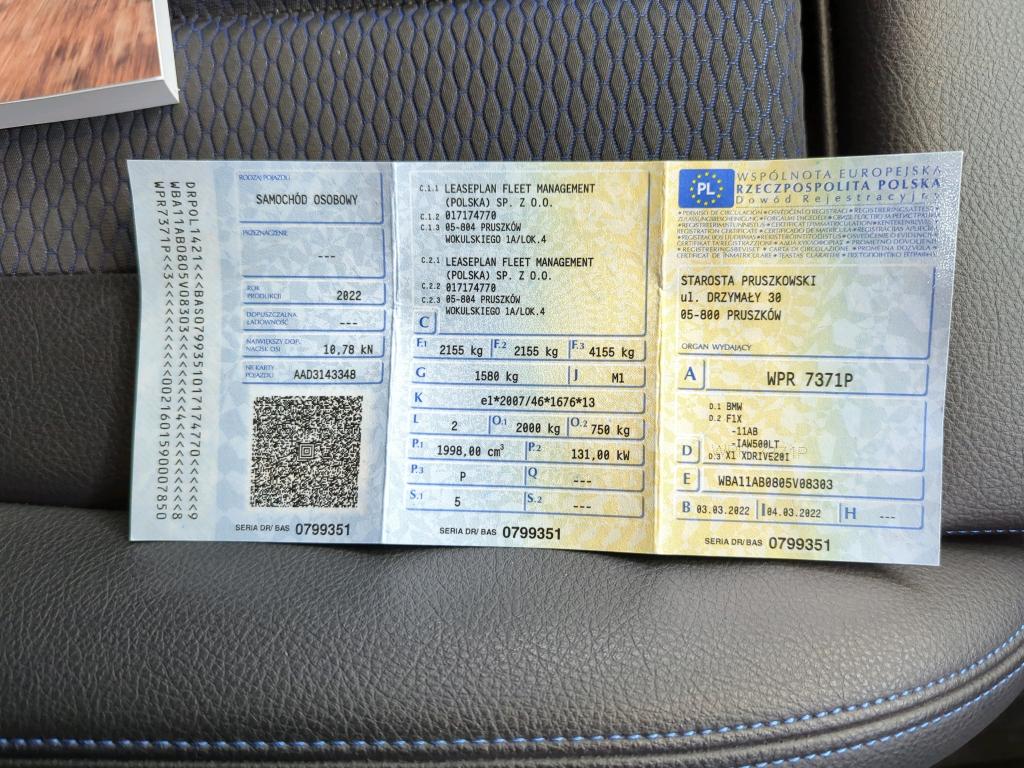 DRPOL1421<<<BASO7993510171747 70<<<<<9
WBA11AB0805V08303<<<<<<<<<<<4<<<<<<8
WPR7371P<<3<<<<<<<<<<0021601590007850
RODZAJ POJAZDU
SAMOCHÓD OSOBOWY
PRZEZNACZENIE
---
ROK PRODUKCJI 2022
DOPUSZCZALNA ŁADOWNOŚĆ ---
NAJWIĘKSZY DOP. NACISK OSI 10,78 kN
NR KARTY POJAZDU AAD3143348
SERIA DR/ BAS 0799351
C.1.1 LEASEPLAN FLEET MANAGEMENT
(POLSKA) SP. Z O.O.
C.1.2 017174770
C.1.3 05-804 PRUSZKÓW
WOKULSKIEGO 1A/LOK.4
C.2.1 LEASEPLAN FLEET MANAGEMENT
(POLSKA) SP. Z O.O.
C.2.2 017174770
C.2.3 05-804 PRUSZKÓW
WOKULSKIEGO 1A/LOK.4
C
F.1 2155 kg F.2 2155 kg F.3 4155 kg
G 1580 kg J M1
K e1*2007/46*1676*13
L 2 O.1 2000 kg O.2 750 kg
P.1 1998,00 cm³ P.2 131,00 kW
P.3 P Q ---
S.1 5 S.2 ---
SERIA DR/ BAS 0799351
PL
WSPÓLNOTA EUROPEJSKA
RZECZPOSPOLITA POLSKA
Dowód Rejestracyjny
STAROSTA PRUSZKOWSKI
ul. DRZYMAŁY 30
05-800 PRUSZKÓW
ORGAN WYDAJĄCY
A WPR 7371P
D.1 BMW
D.2 F1X
-11AB
-IAW500LT
D D.3 X1 XDRIVE20I
E WBA11AB0805V08303
B 03.03.2022 I 04.03.2022 H ---
SERIA DR/ BAS 0799351